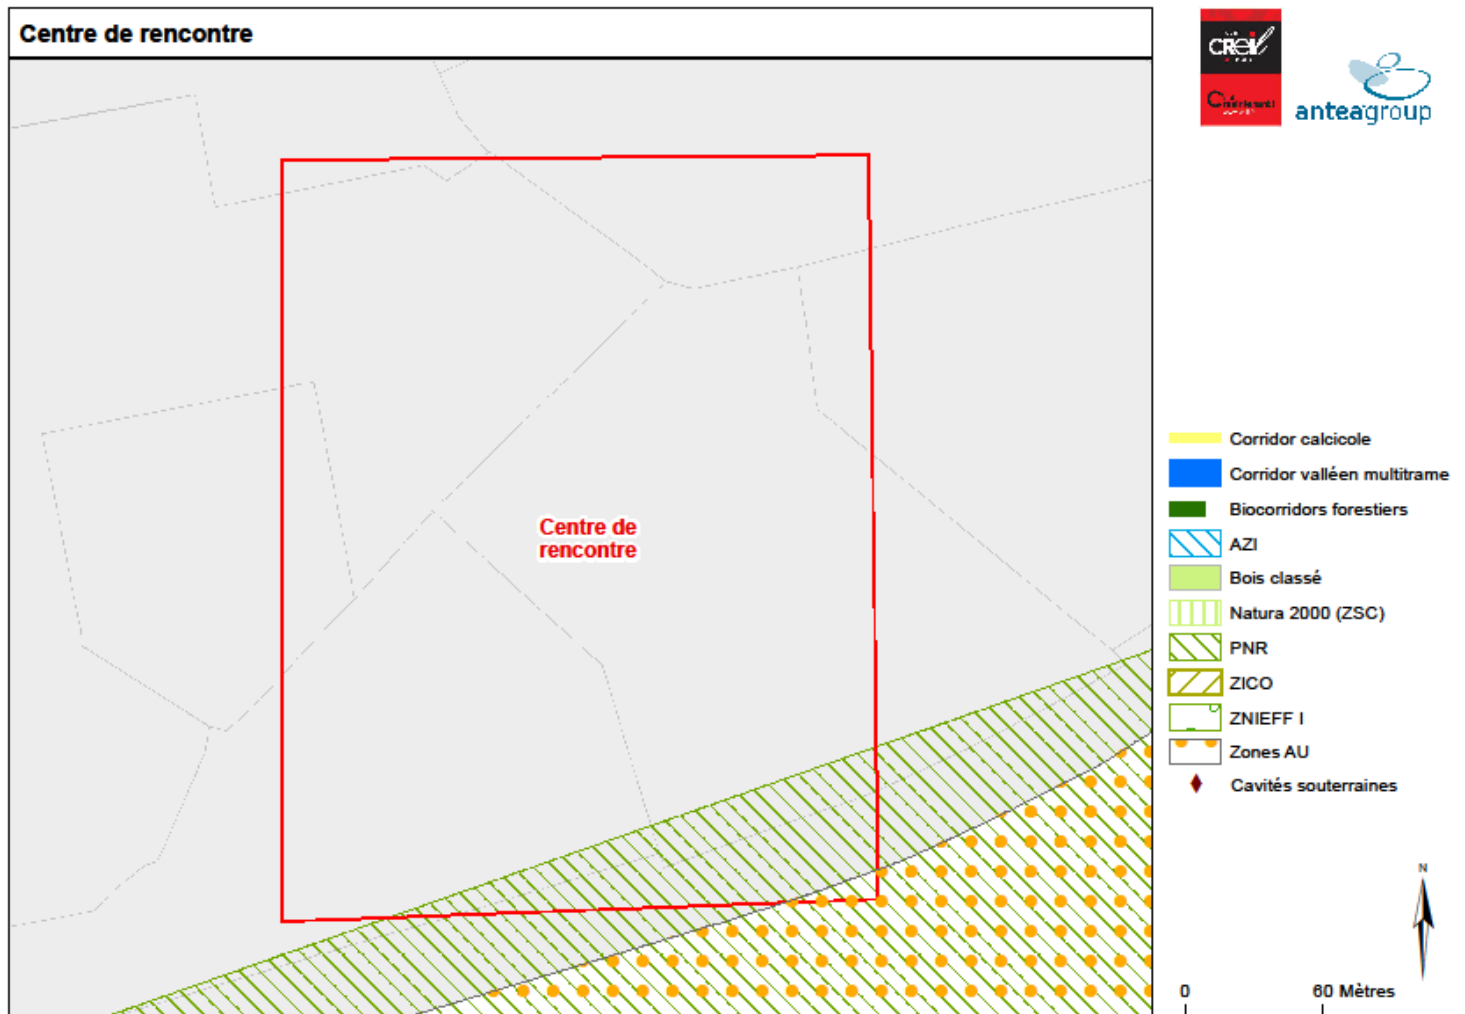 Centre de rencontre
CREIL
anteagroup
Centre de
rencontre
Corridor calcicole
Corridor valléen multitrame
Biocorridors forestiers
AZI
Bois classé
Natura 2000 (ZSC)
PNR
ZICO
ZNIEFF I
Zones AU
Cavités souterraines
N
0 60 Mètres